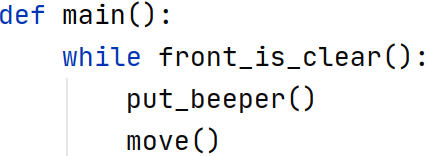 def main():
    while front_is_clear():
        put_beeper()
        move()